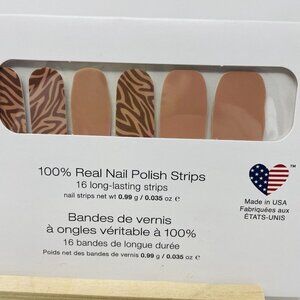 100% Real Nail Polish Strips
16 long-lasting strips
nail strips net wt 0.99 g / 0.035 oz ℮
Bandes de vernis
à ongles véritable à 100%
16 bandes de longue durée
Poids net des bandes de vernis 0.99 g / 0.035 oz ℮
Made in USA
Fabriquées aux
ÉTATS-UNIS